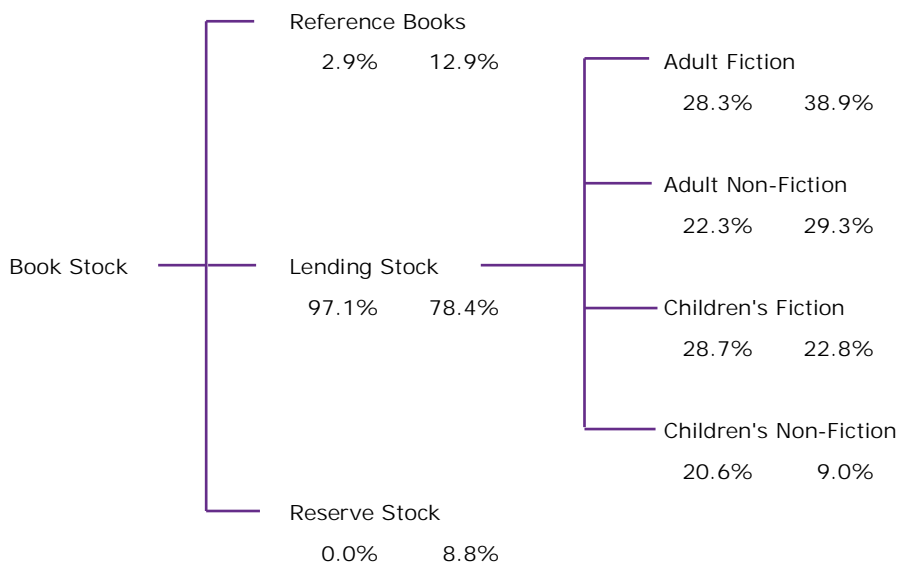 Reference Books
2.9% 12.9%
Adult Fiction
28.3% 38.9%
Adult Non-Fiction
22.3% 29.3%
Book Stock
Lending Stock
97.1% 78.4%
Children's Fiction
28.7% 22.8%
Children's Non-Fiction
20.6% 9.0%
Reserve Stock
0.0% 8.8%